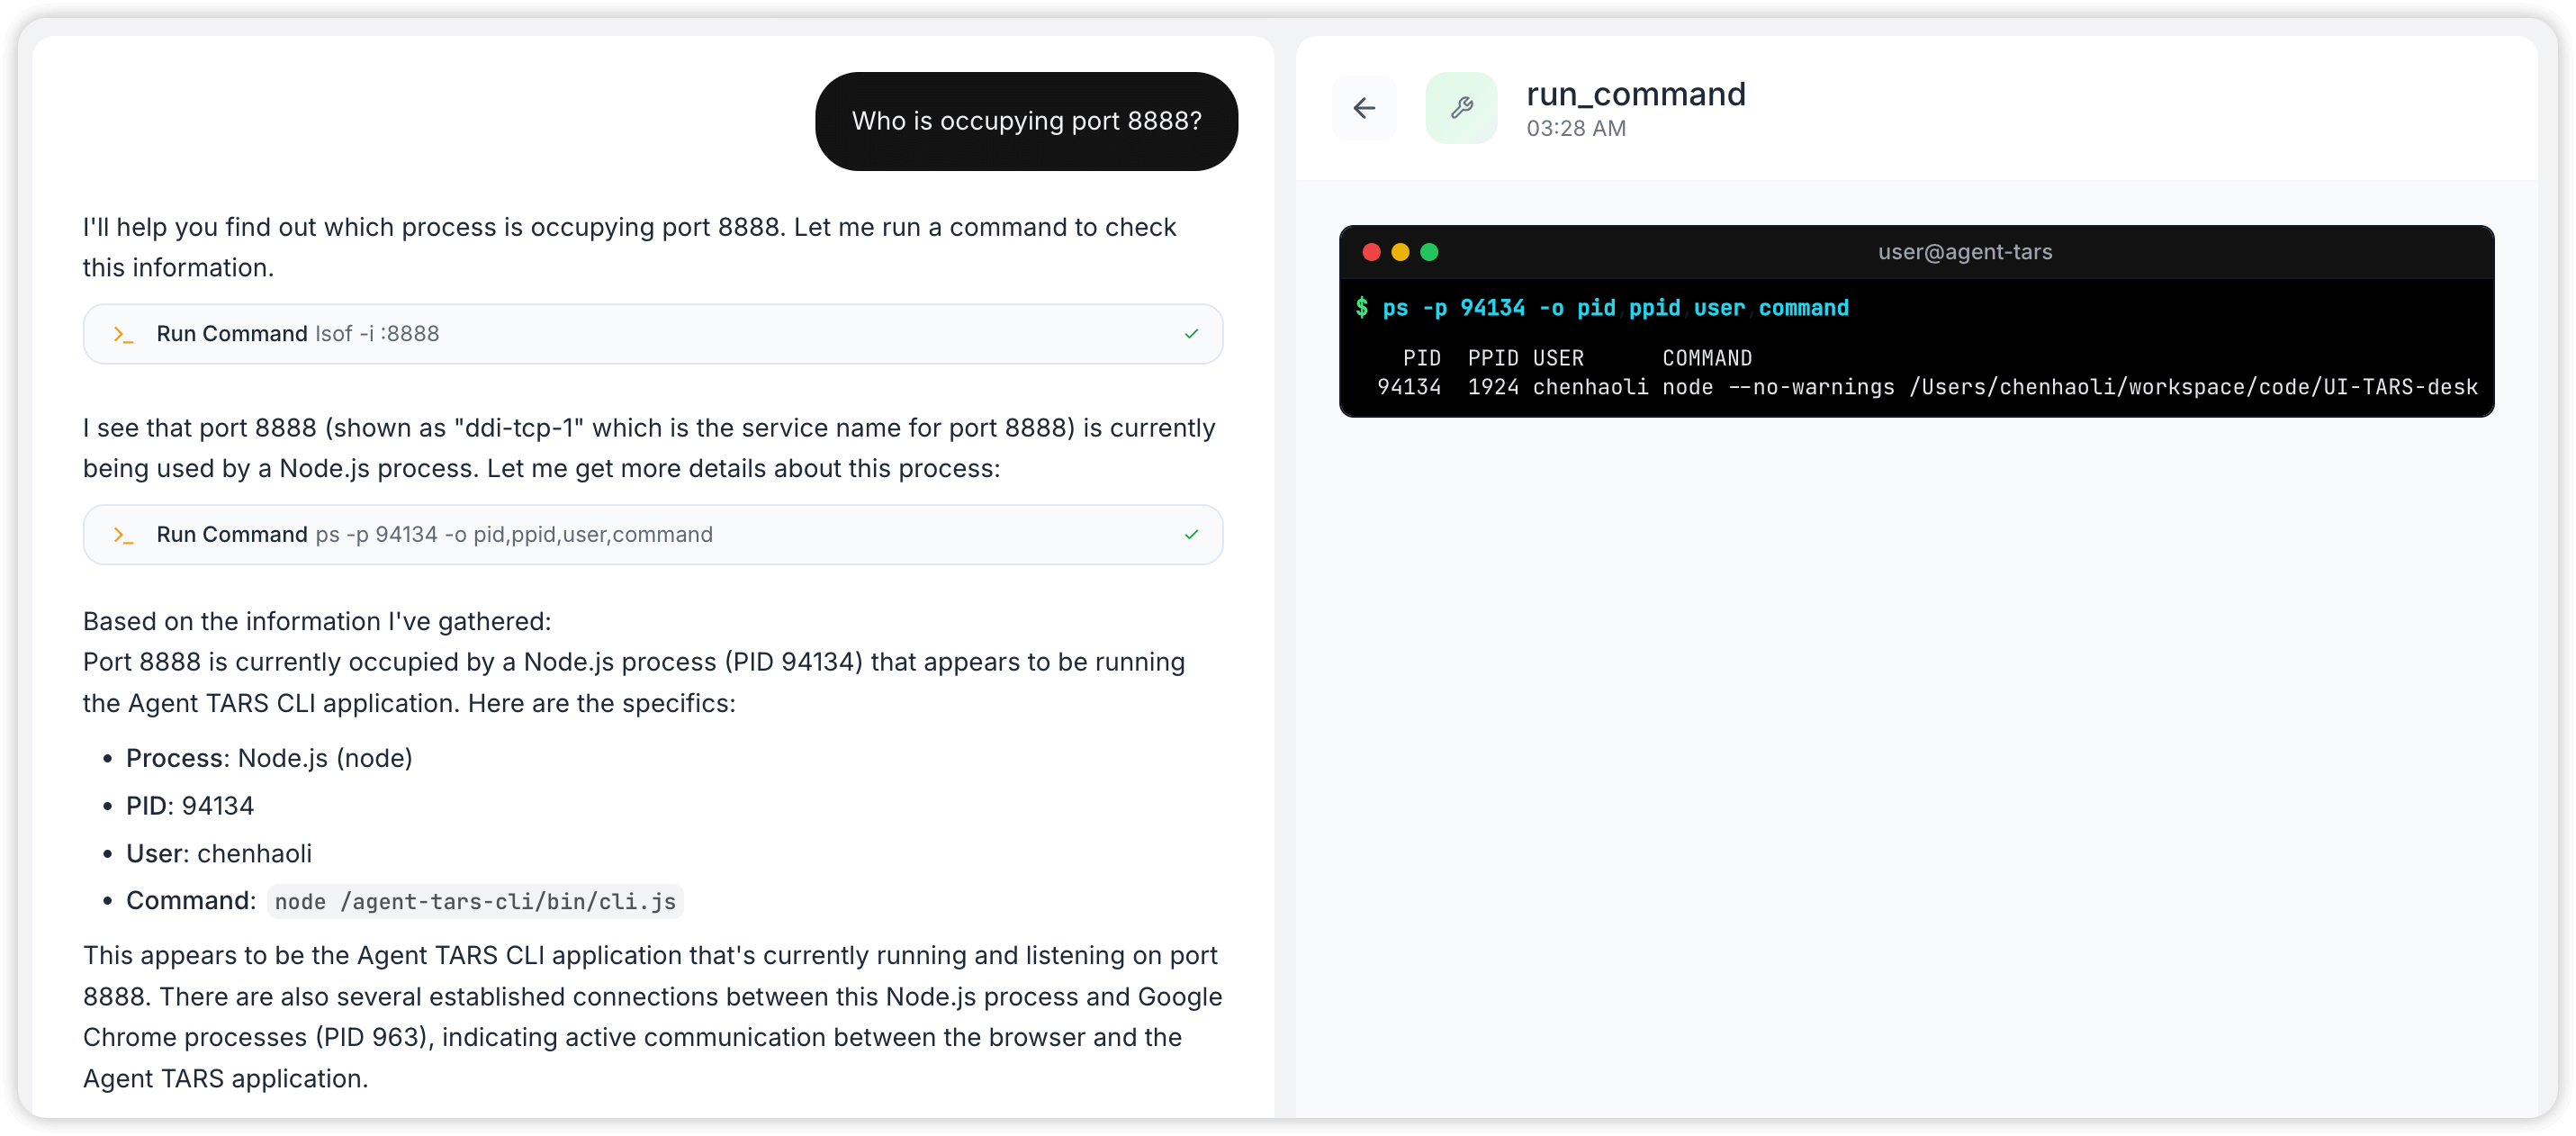 Who is occupying port 8888?
I'll help you find out which process is occupying port 8888. Let me run a command to check
this information.
Run Command lsof -i :8888
I see that port 8888 (shown as "ddi-tcp-1" which is the service name for port 8888) is currently
being used by a Node.js process. Let me get more details about this process:
Run Command ps -p 94134 -o pid,ppid,user,command
Based on the information I've gathered:
Port 8888 is currently occupied by a Node.js process (PID 94134) that appears to be running
the Agent TARS CLI application. Here are the specifics:
• Process: Node.js (node)
• PID: 94134
• User: chenhaoli
• Command: node /agent-tars-cli/bin/cli.js
This appears to be the Agent TARS CLI application that's currently running and listening on port
8888. There are also several established connections between this Node.js process and Google
Chrome processes (PID 963), indicating active communication between the browser and the
Agent TARS application.
run_command
03:28 AM
user@agent-tars
$ ps -p 94134 -o pid,ppid,user,command
PID PPID USER COMMAND
94134 1924 chenhaoli node --no-warnings /Users/chenhaoli/workspace/code/UI-TARS-desk